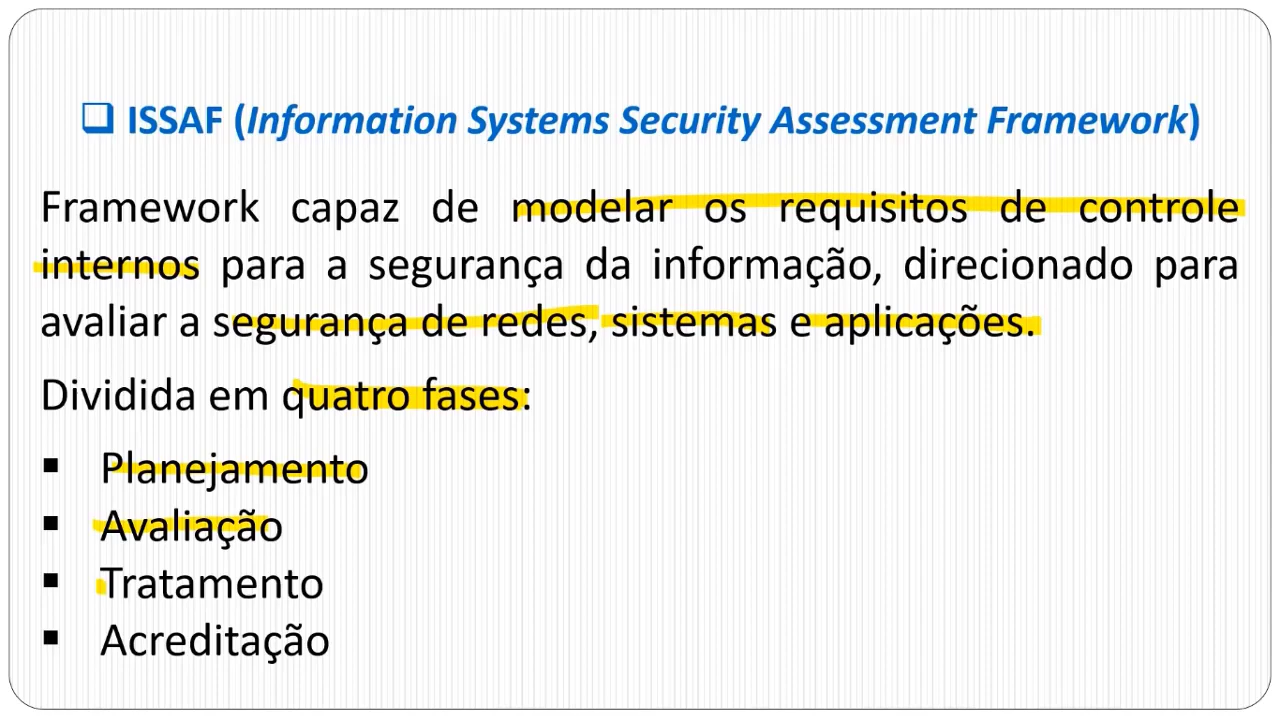 ISSAF (Information Systems Security Assessment Framework)
Framework capaz de modelar os requisitos de controle
internos para a segurança da informação, direcionado para
avaliar a segurança de redes, sistemas e aplicações.
Dividida em quatro fases:
▪ Planejamento
▪ Avaliação
▪ Tratamento
▪ Acreditação